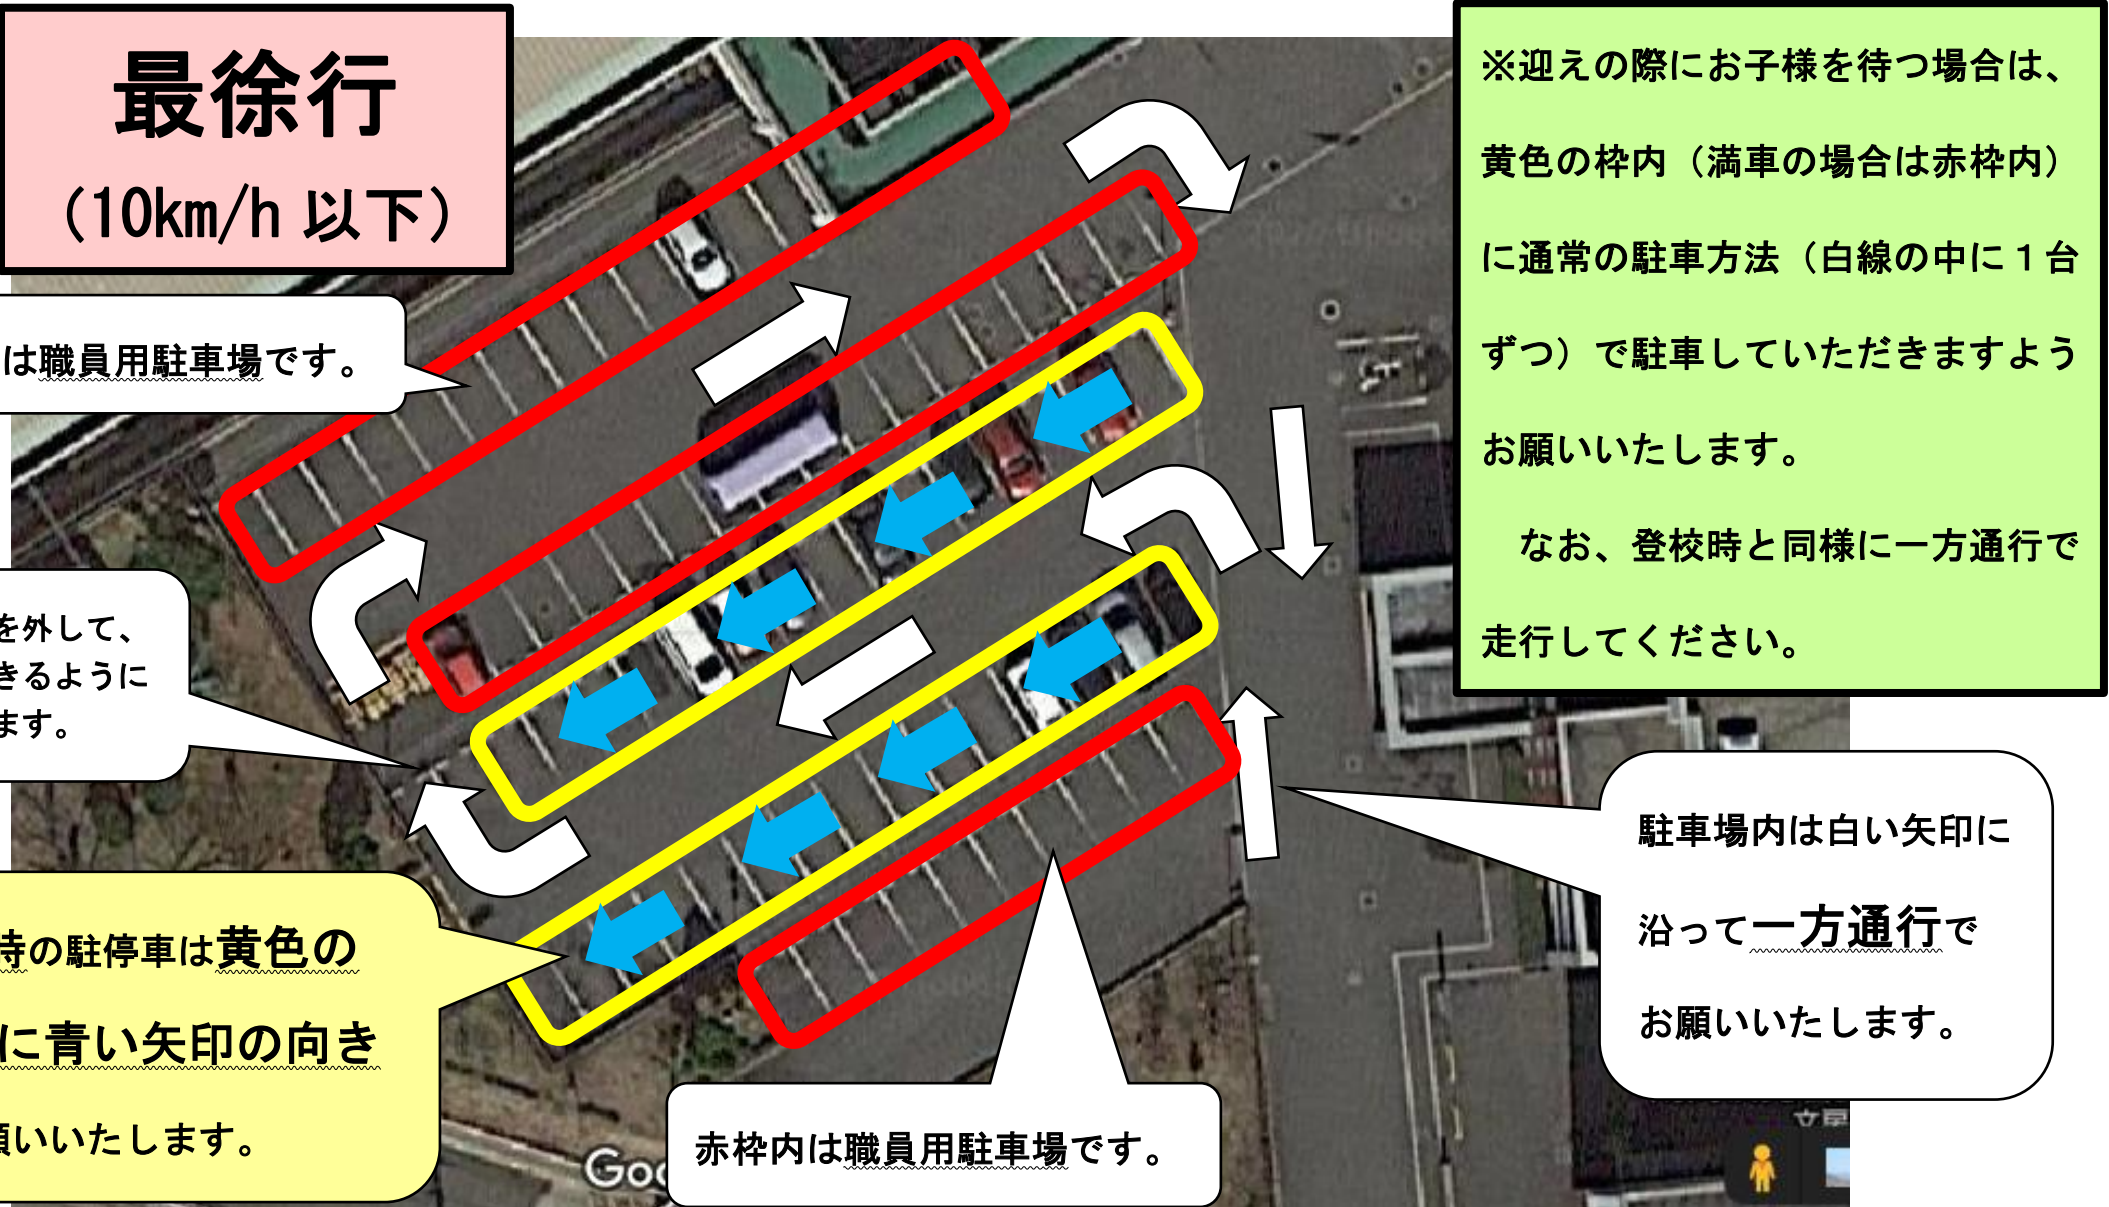 最徐行
（10km/h 以下）
は職員用駐車場です。
を外して、
きるように
ます。
時の駐停車は黄色の
に青い矢印の向き
願いいたします。
※迎えの際にお子様を待つ場合は、
黄色の枠内（満車の場合は赤枠内）
に通常の駐車方法（白線の中に１台
ずつ）で駐車していただきますよう
お願いいたします。
なお、登校時と同様に一方通行で
走行してください。
駐車場内は白い矢印に
沿って一方通行で
お願いいたします。
赤枠内は職員用駐車場です。
Goo